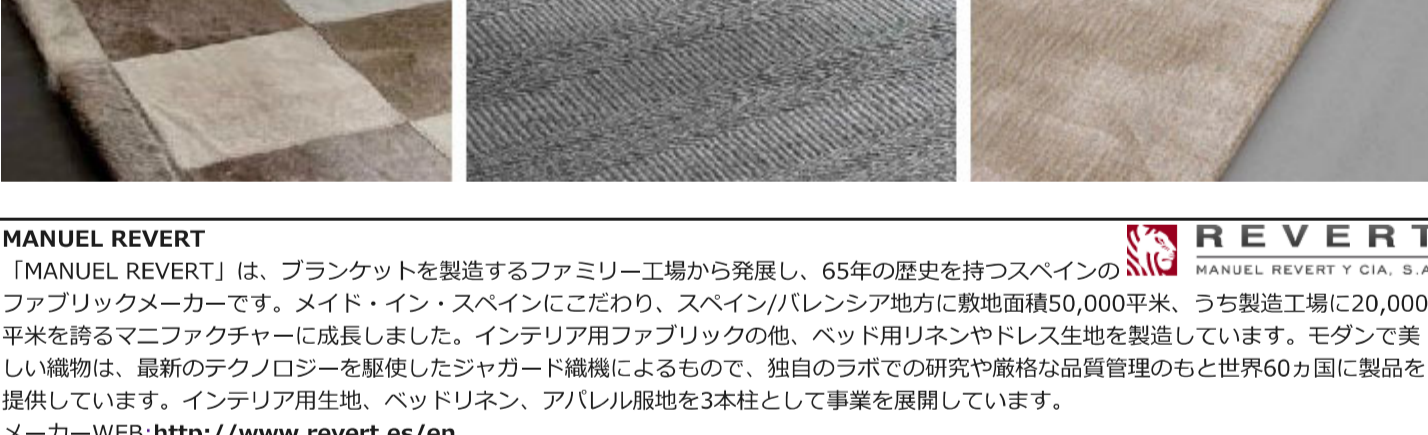 MANUEL REVERT
REVERT
MANUEL REVERT Y CIA, S.A
「MANUEL REVERT」は、ブランケットを製造するファミリー工場から発展し、65年の歴史を持つスペインの
ファブリックメーカーです。メイド・イン・スペインにこだわり、スペイン/バレンシア地方に敷地面積50,000平米、うち製造工場に20,000
平米を誇るマニファクチャーに成長しました。インテリア用ファブリックの他、ベッド用リネンやドレス生地を製造しています。モダンで美
しい織物は、最新のテクノロジーを駆使したジャガード織機によるもので、独自のラボでの研究や厳格な品質管理のもと世界60ヵ国に製品を
提供しています。インテリア用生地、ベッドリネン、アパレル服地を3本柱として事業を展開しています。
メーカーWEB:http://www.revert.es/en